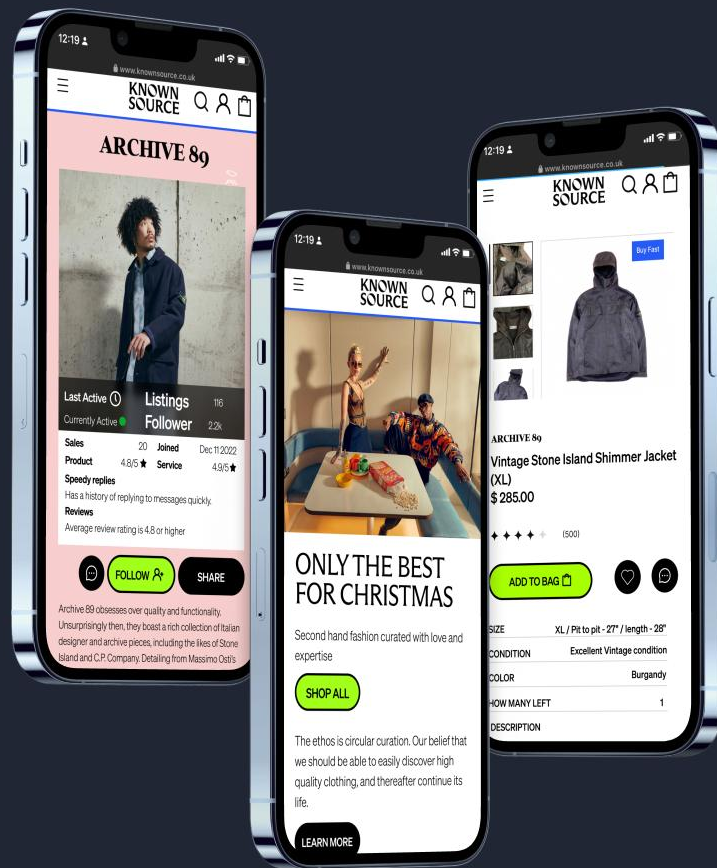 12:19
www.knownsource.co.uk
KNOWN
SOURCE
ARCHIVE 89
Last Active
Listings 116
Currently Active
Follower 2.2k
Sales 20 Joined Dec 11 2022
Product 4.8/5 ★ Service 4.9/5 ★
Speedy replies
Has a history of replying to messages quickly.
Reviews
Average review rating is 4.8 or higher
FOLLOW
SHARE
Archive 89 obsesses over quality and functionality.
Unsurprisingly then, they boast a rich collection of Italian
designer and archive pieces, including the likes of Stone
Island and C.P. Company. Detailing from Massimo Osti's
12:19
www.knownsource.co.uk
KNOWN
SOURCE
ONLY THE BEST
FOR CHRISTMAS
Second hand fashion curated with love and
expertise
SHOP ALL
The ethos is circular curation. Our belief that
we should be able to easily discover high
quality clothing, and thereafter continue its
life.
LEARN MORE
12:19
www.knownsource.co.uk
KNOWN
SOURCE
Buy Fast
ARCHIVE 89
Vintage Stone Island Shimmer Jacket
(XL)
$ 285.00
(500)
ADD TO BAG
SIZE XL / Pit to pit - 27" / length - 28"
CONDITION Excellent Vintage condition
COLOR Burgandy
HOW MANY LEFT 1
DESCRIPTION